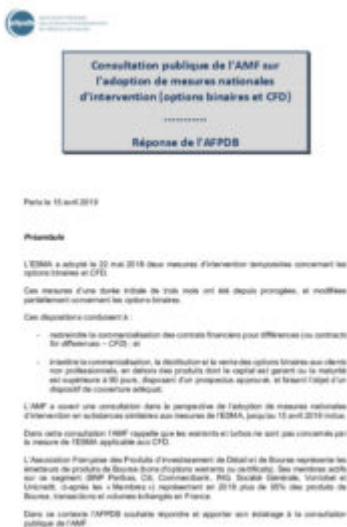 Consultation publique de l'AMF sur
l'adoption de mesures nationales
d'intervention (options binaires et CFD)
----------
Réponse de l'AFPDB
Paris le 15 avril 2019
Préambule
L'ESMA a adopté le 22 mai 2018 deux mesures d'intervention temporaires concernant les
options binaires et CFD.
Ces mesures d'une durée initiale de trois mois ont été depuis prorogées, et modifiées
partiellement concernant les options binaires.
Ces dispositions conduisent à :
- restreindre la commercialisation des contrats financiers pour différences (ou contracts
for differences – CFD) ; et
- interdire la commercialisation, la distribution et la vente des options binaires aux clients
non professionnels, en dehors des produits dont le capital est garanti ou la maturité
est supérieure à 90 jours, disposant d'un prospectus approuvé, et faisant l'objet d'un
dispositif de couverture adéquat.
L'AMF a ouvert une consultation dans la perspective de l'adoption de mesures nationales
d'intervention en substances similaires aux mesures de l'ESMA, jusqu'au 15 avril 2019 inclus.
Dans cette consultation l'AMF rappelle que les warrants et turbos ne sont pas concernés par
la mesure de l'ESMA applicable aux CFD.
L'Association Française des Produits d'Investissement de Détail et de Bourse représente les
émetteurs de produits de Bourse (bons d'options warrants ou certificats). Ses membres actifs
sur ce segment (BNP Paribas, Citi, Commerzbank, ING, Société Générale, Vontobel et
Unicredit, ci-après les « Membres ») représentent en 2018 plus de 95% des produits de
Bourse, transactions et volumes échangés en France.
Dans ce contexte l'AFPDB souhaite répondre et apporter son éclairage à la consultation
publique de l'AMF.